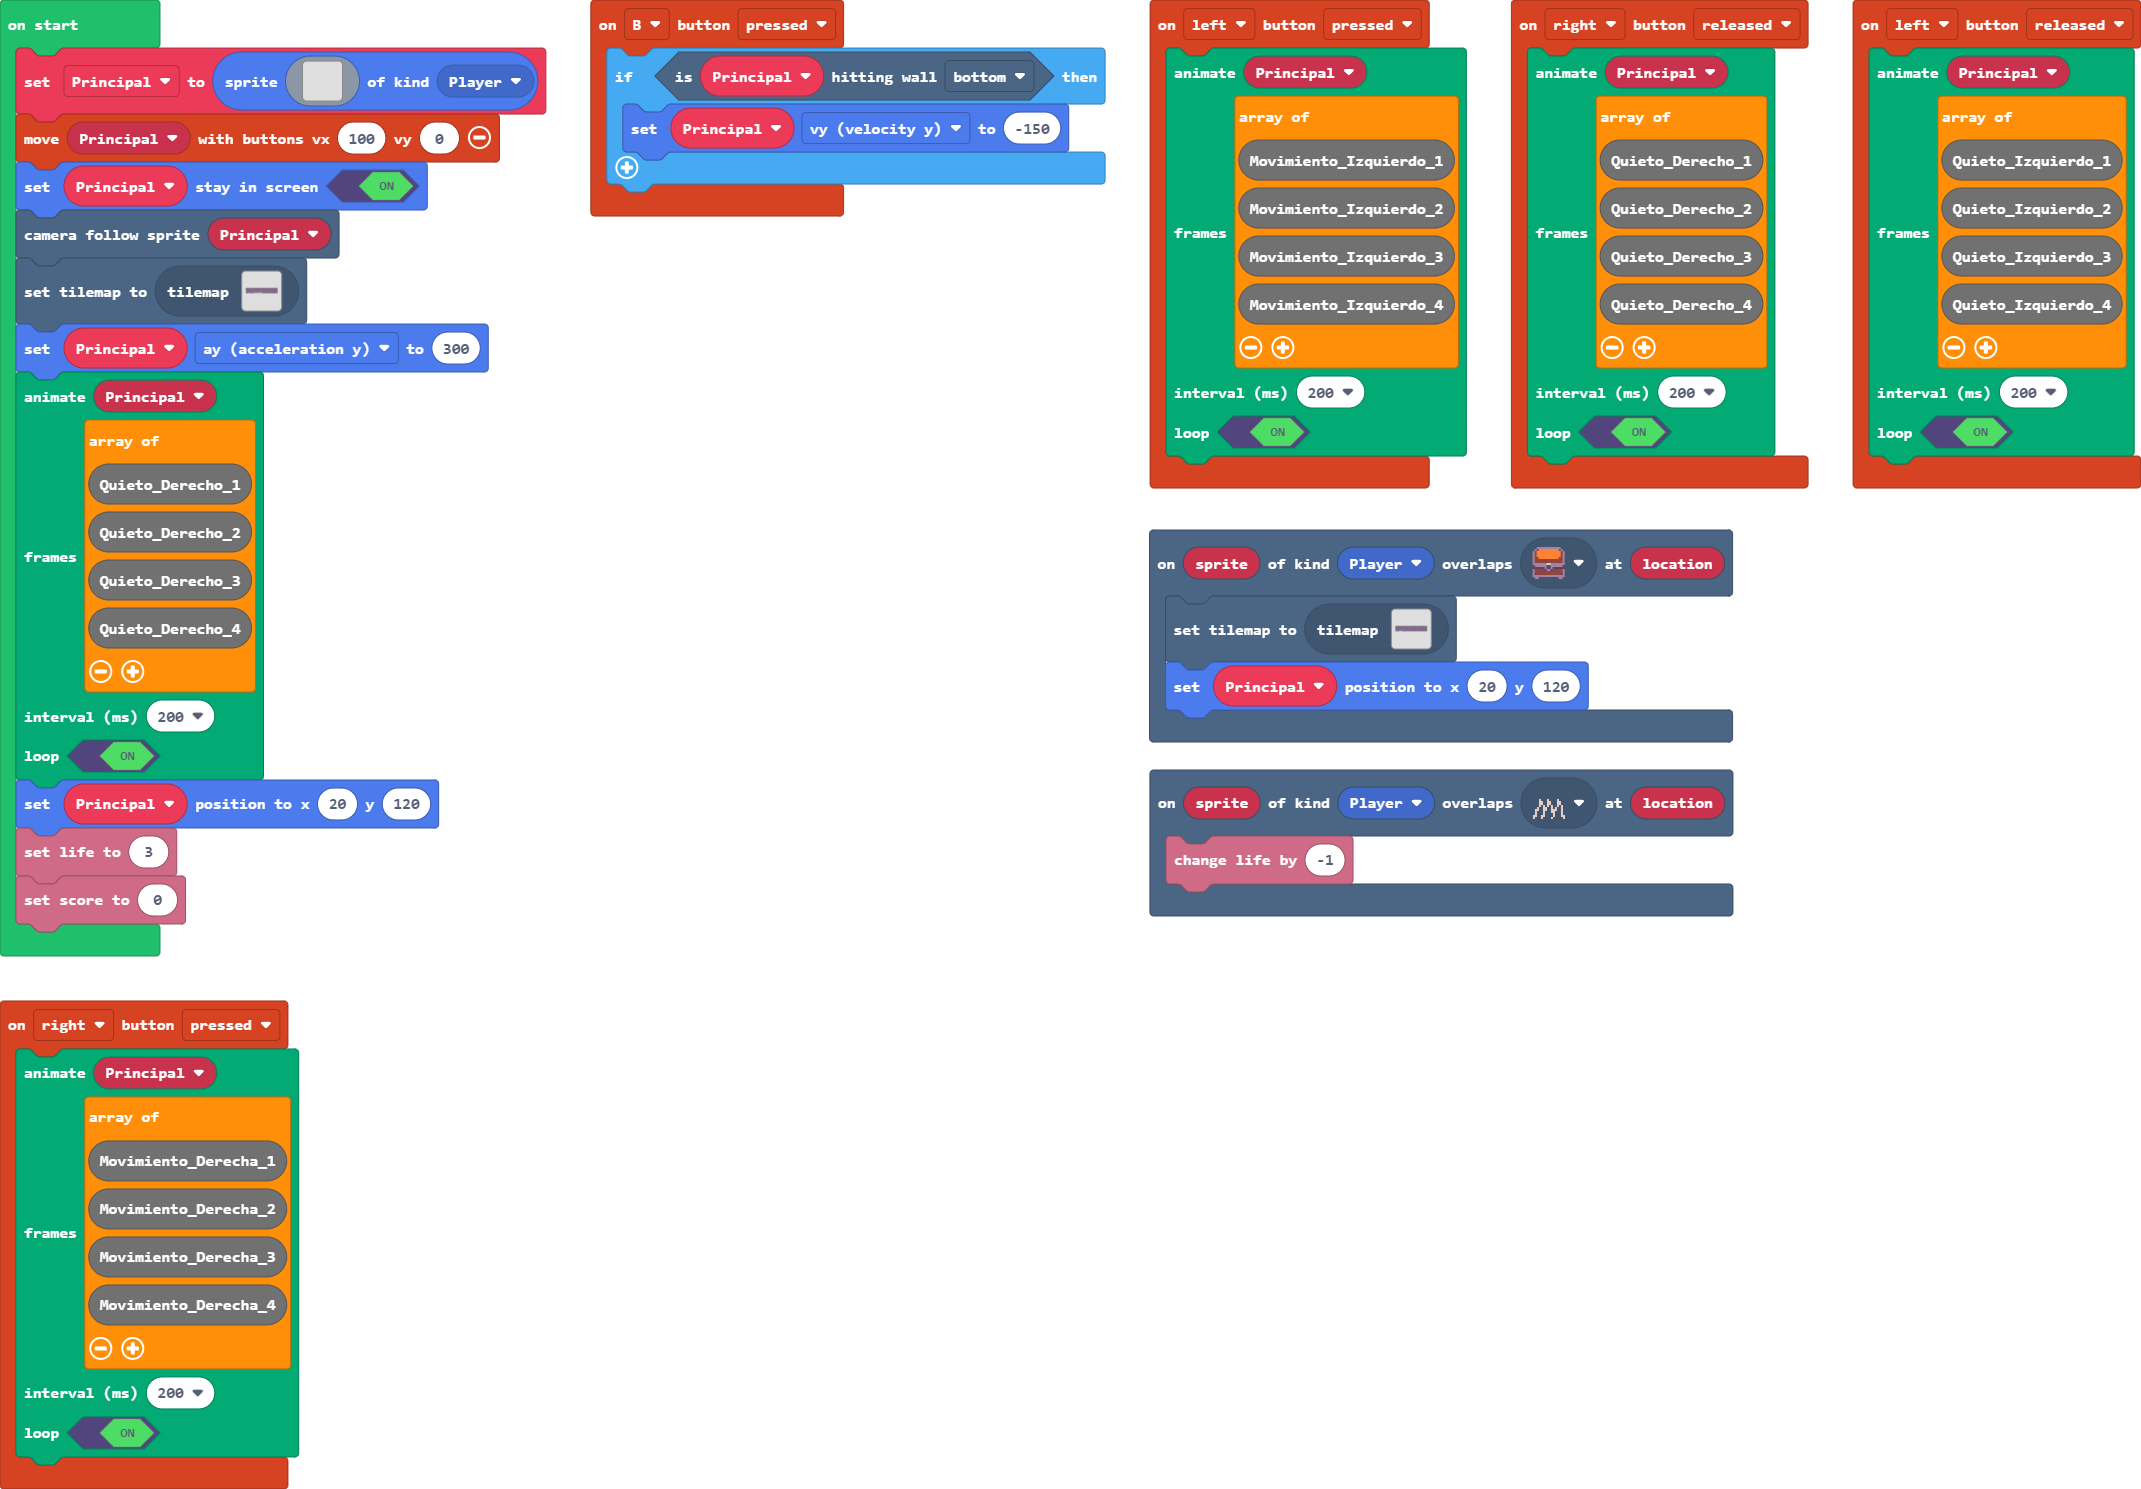 on start
set Principal to sprite of kind Player
move Principal with buttons vx 100 vy 0
set Principal stay in screen ON
camera follow sprite Principal
set tilemap to tilemap
set Principal ay (acceleration y) to 300
animate Principal
array of
Quieto_Derecho_1
Quieto_Derecho_2
frames
Quieto_Derecho_3
Quieto_Derecho_4
interval (ms) 200
loop ON
set Principal position to x 20 y 120
set life to 3
set score to 0
on right button pressed
animate Principal
array of
Movimiento_Derecha_1
Movimiento_Derecha_2
frames
Movimiento_Derecha_3
Movimiento_Derecha_4
interval (ms) 200
loop ON
on B button pressed
if is Principal hitting wall bottom then
set Principal vy (velocity y) to -150
on left button pressed
animate Principal
array of
Movimiento_Izquierdo_1
Movimiento_Izquierdo_2
frames
Movimiento_Izquierdo_3
Movimiento_Izquierdo_4
interval (ms) 200
loop ON
on right button released
animate Principal
array of
Quieto_Derecho_1
Quieto_Derecho_2
frames
Quieto_Derecho_3
Quieto_Derecho_4
interval (ms) 200
loop ON
on left button released
animate Principal
array of
Quieto_Izquierdo_1
Quieto_Izquierdo_2
frames
Quieto_Izquierdo_3
Quieto_Izquierdo_4
interval (ms) 200
loop ON
on sprite of kind Player overlaps at location
set tilemap to tilemap
set Principal position to x 20 y 120
on sprite of kind Player overlaps at location
change life by -1